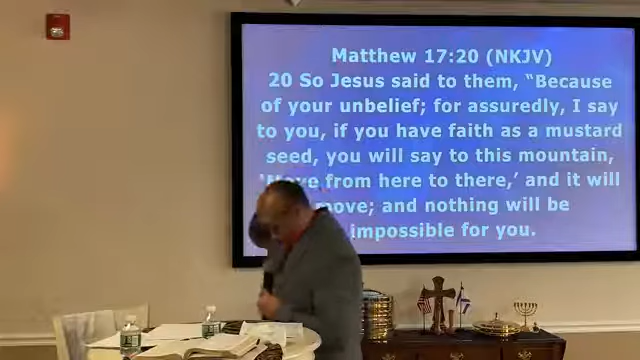 Matthew 17:20 (NKJV)
20 So Jesus said to them, “Because
of your unbelief; for assuredly, I say
to you, if you have faith as a mustard
seed, you will say to this mountain,
from here to there,’ and it will
move; and nothing will be
impossible for you.